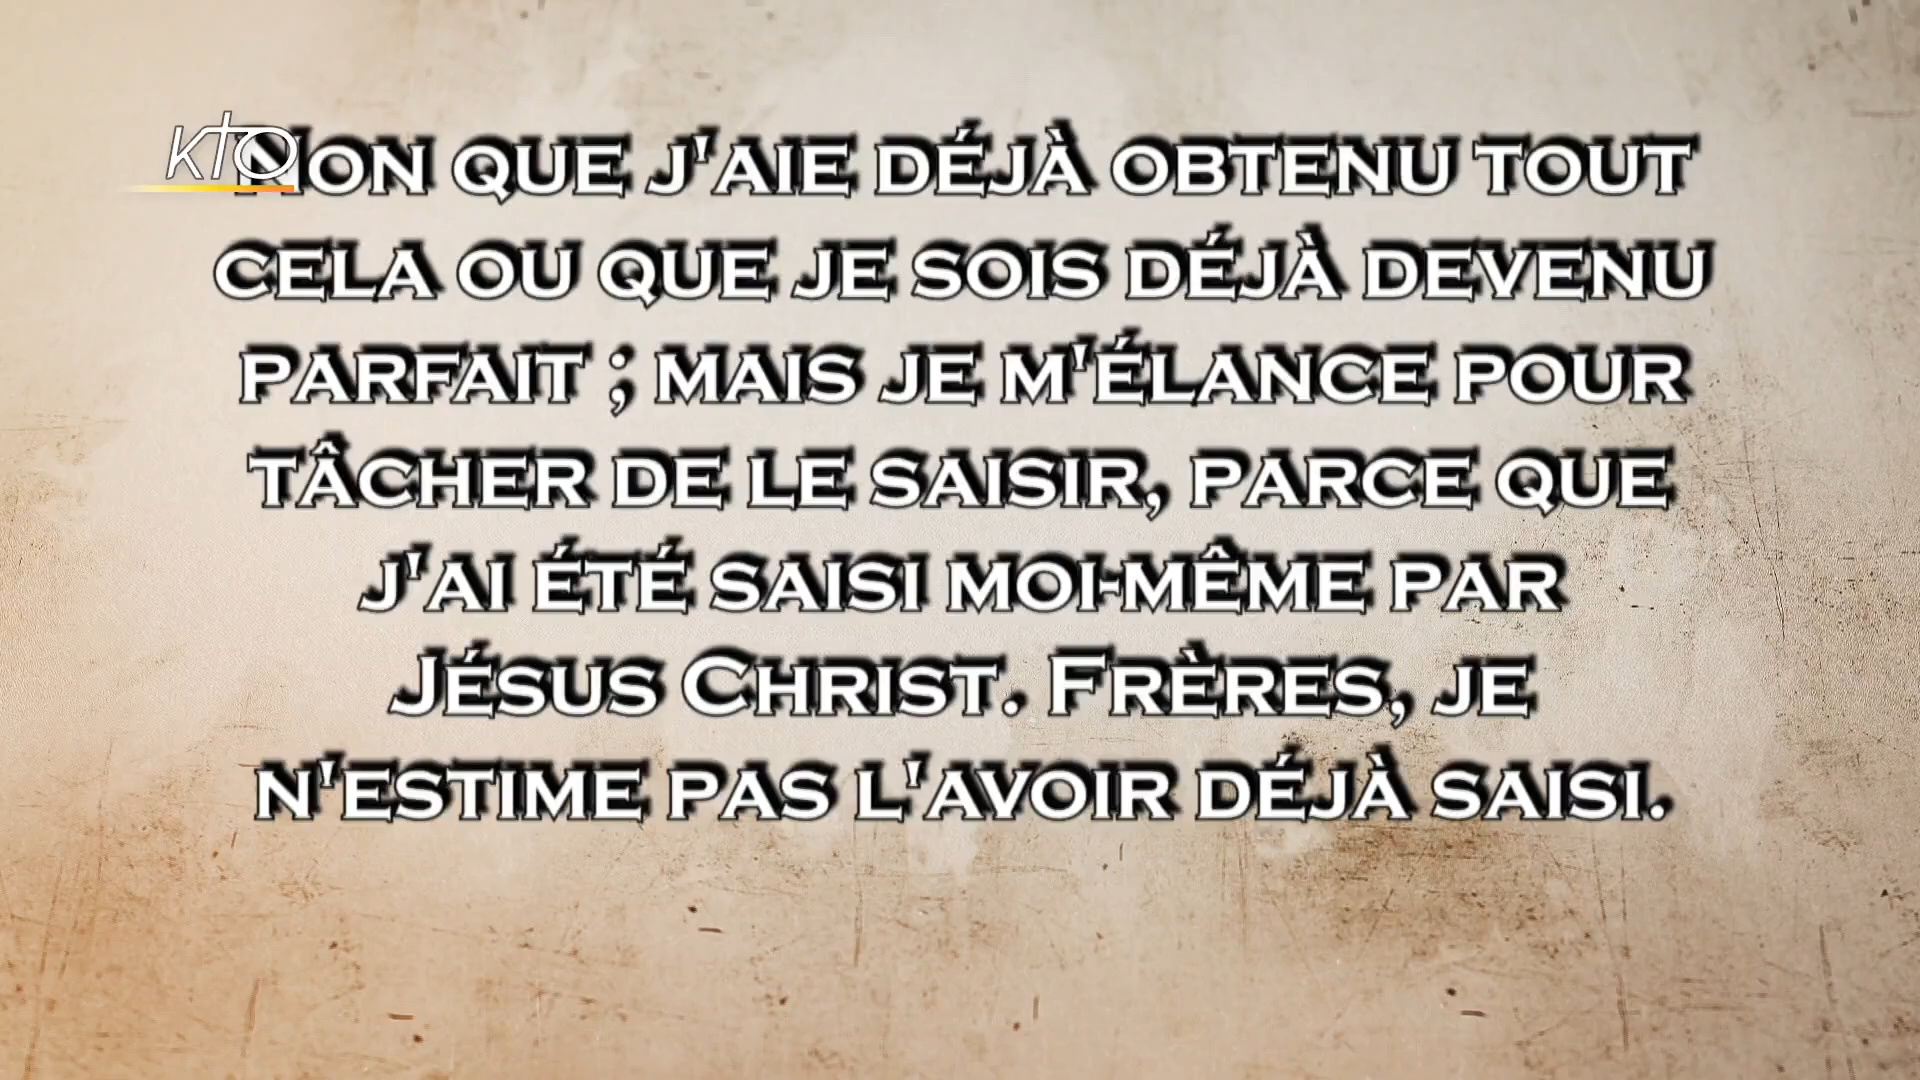 KTO
Non que j'aie déjà obtenu tout
cela ou que je sois déjà devenu
parfait ; mais je m'élance pour
tâcher de le saisir, parce que
j'ai été saisi moi-même par
Jésus Christ. Frères, je
n'estime pas l'avoir déjà saisi.